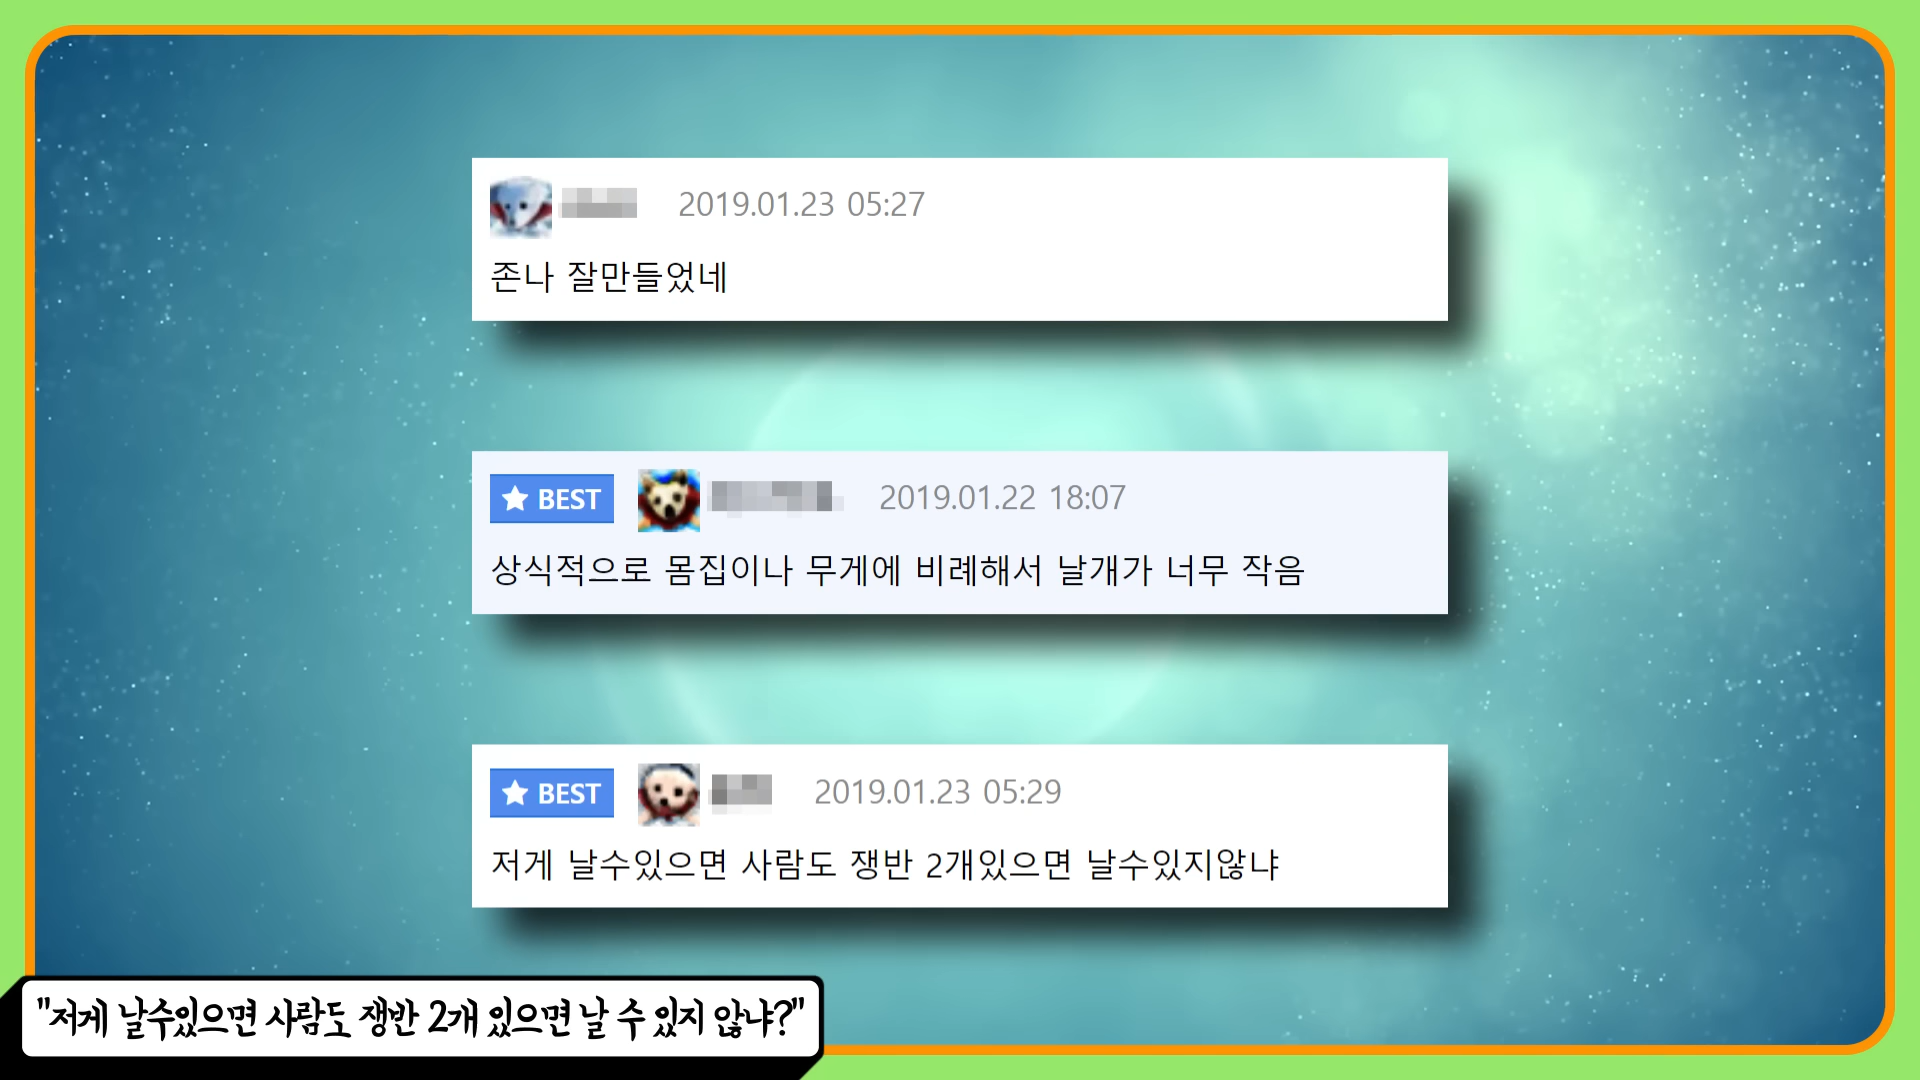 2019.01.23 05:27
존나 잘만들었네
BEST 2019.01.22 18:07
상식적으로 몸집이나 무게에 비례해서 날개가 너무 작음
BEST 2019.01.23 05:29
저게 날수있으면 사람도 쟁반 2개있으면 날수있지않냐
"저게 날수있으면 사람도 쟁반 2개 있으면 날 수 있지 않냐?"